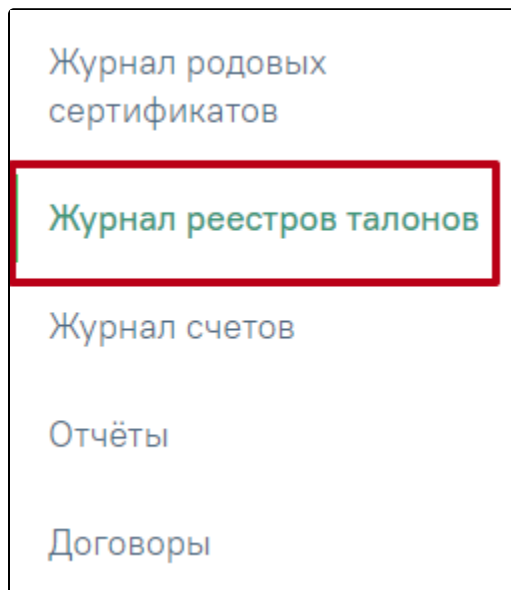 Журнал родовых
сертификатов
Журнал реестров талонов
Журнал счетов
Отчёты
Договоры